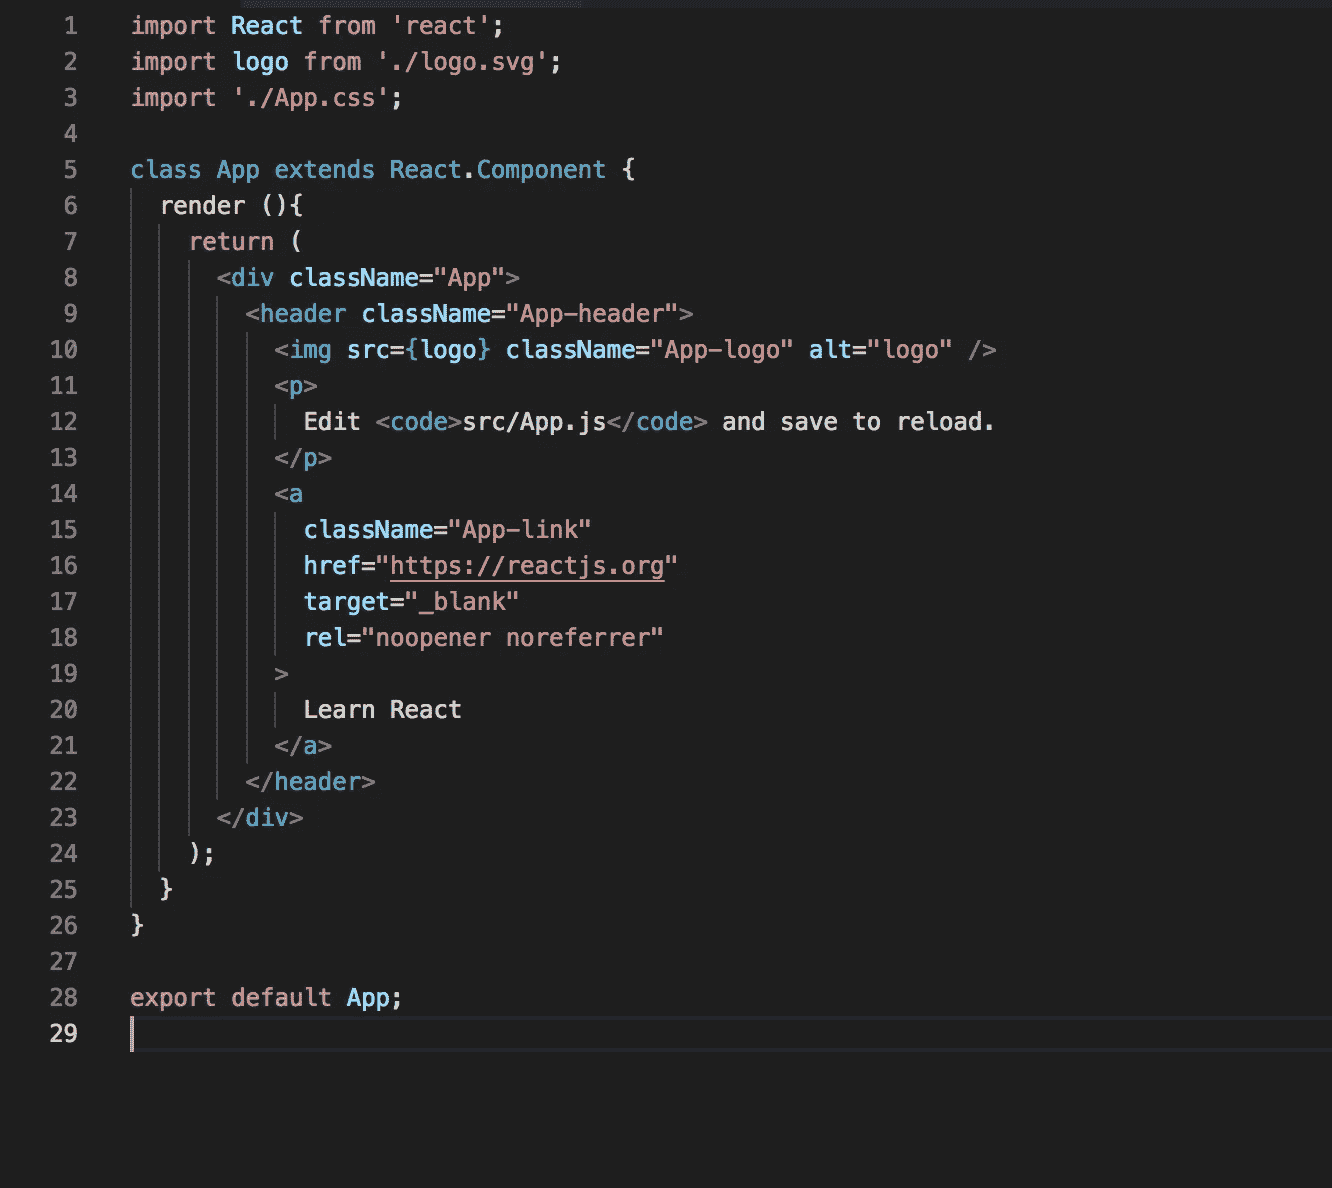 1 import React from 'react';
2 import logo from './logo.svg';
3 import './App.css';
4
5 class App extends React.Component {
6   render (){
7     return (
8       <div className="App">
9         <header className="App-header">
10           <img src={logo} className="App-logo" alt="logo" />
11           <p>
12             Edit <code>src/App.js</code> and save to reload.
13           </p>
14           <a
15             className="App-link"
16             href="https://reactjs.org"
17             target="_blank"
18             rel="noopener noreferrer"
19           >
20             Learn React
21           </a>
22         </header>
23       </div>
24     );
25   }
26 }
27
28 export default App;
29